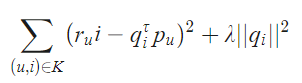 ∑_{(u,i)∈K} (r_u i − q_i^τ p_u)² + λ||q_i||²